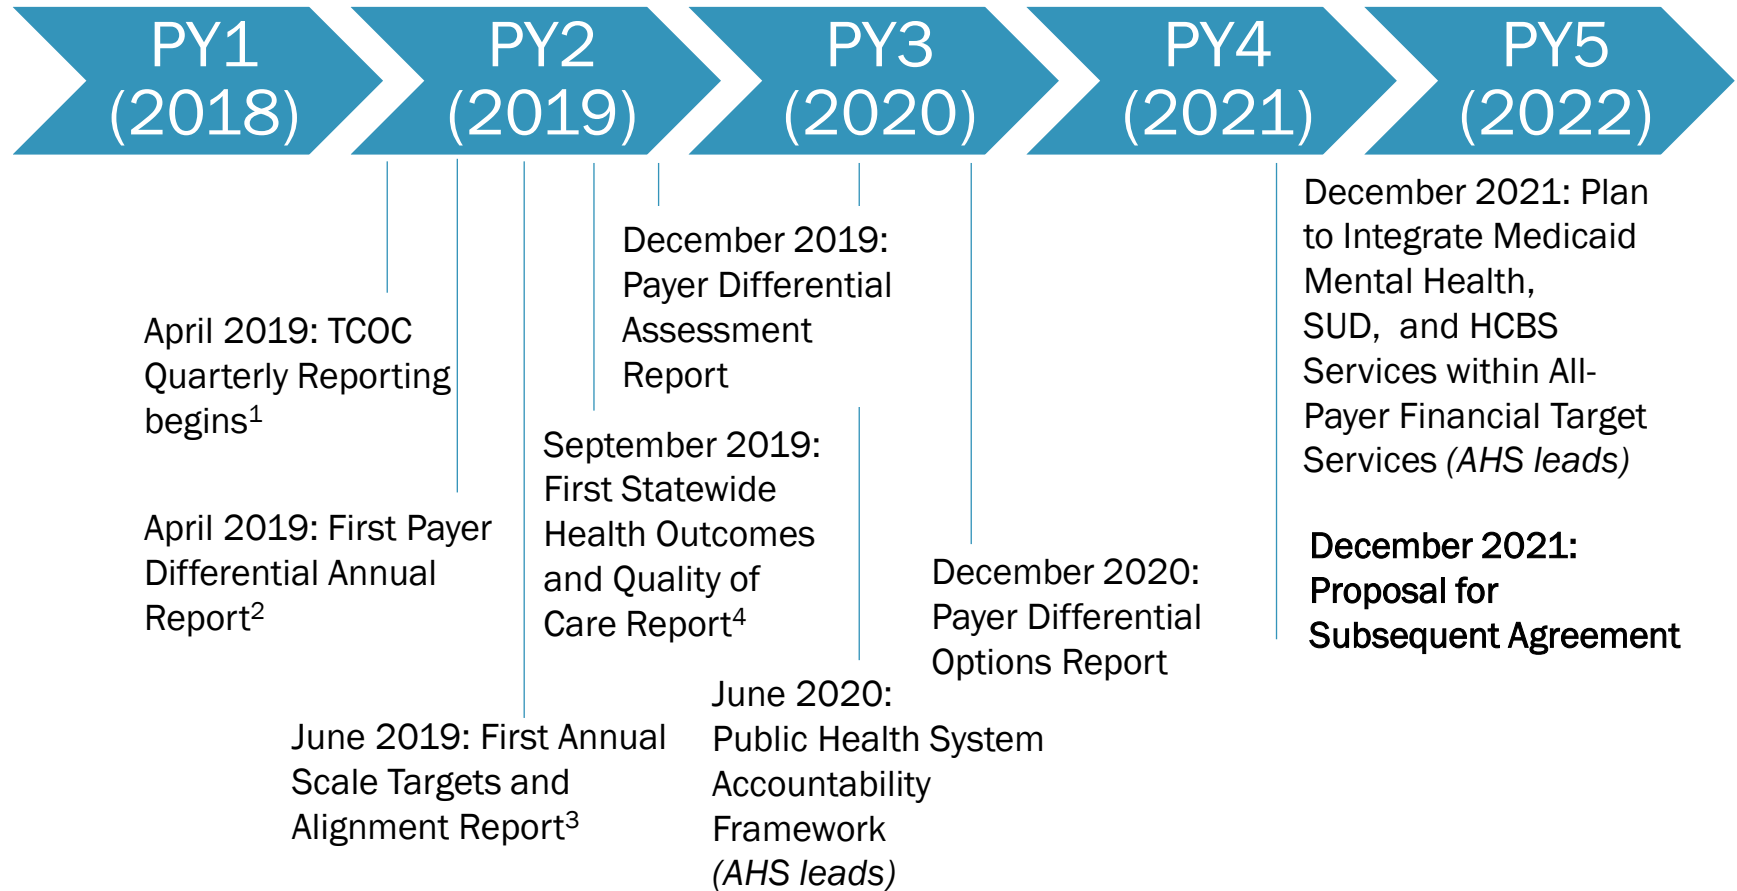 PY1
(2018)
PY2
(2019)
PY3
(2020)
PY4
(2021)
PY5
(2022)
April 2019: TCOC
Quarterly Reporting
begins¹
April 2019: First Payer
Differential Annual
Report²
June 2019: First Annual
Scale Targets and
Alignment Report³
September 2019:
First Statewide
Health Outcomes
and Quality of
Care Report⁴
December 2019:
Payer Differential
Assessment
Report
June 2020:
Public Health System
Accountability
Framework
(AHS leads)
December 2020:
Payer Differential
Options Report
December 2021: Plan
to Integrate Medicaid
Mental Health,
SUD,  and HCBS
Services within All-
Payer Financial Target
Services (AHS leads)
December 2021:
Proposal for
Subsequent Agreement